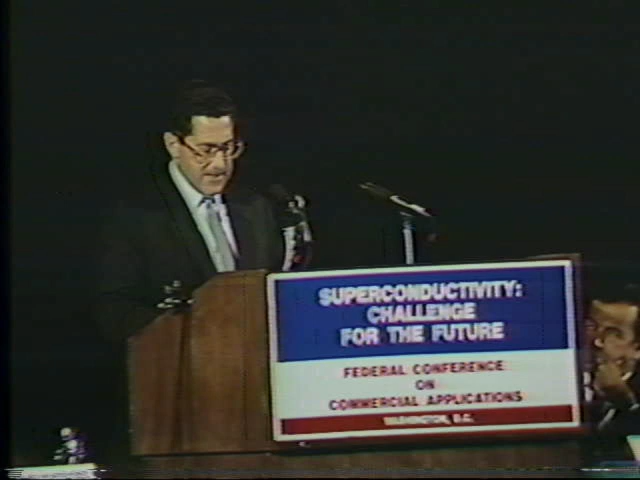 SUPERCONDUCTIVITY:
CHALLENGE
FOR THE FUTURE
FEDERAL CONFERENCE
ON
COMMERCIAL APPLICATIONS
WASHINGTON, D.C.